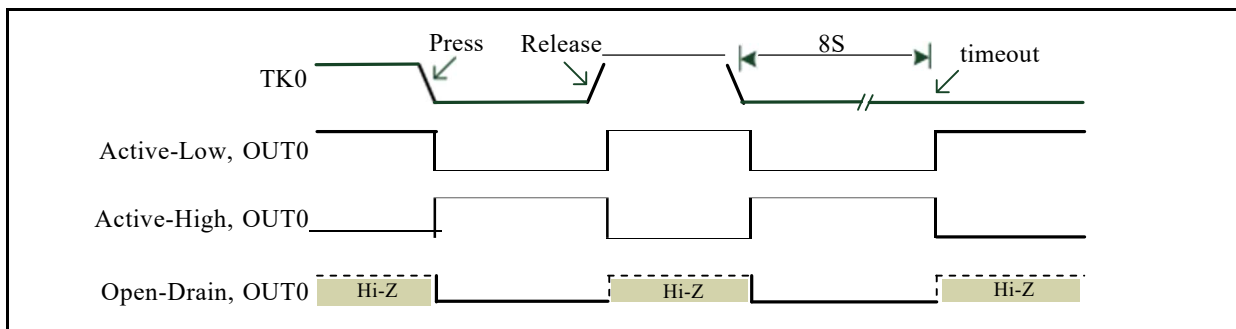 Press Release 8S timeout
TK0
Active-Low, OUT0
Active-High, OUT0
Open-Drain, OUT0 Hi-Z Hi-Z Hi-Z